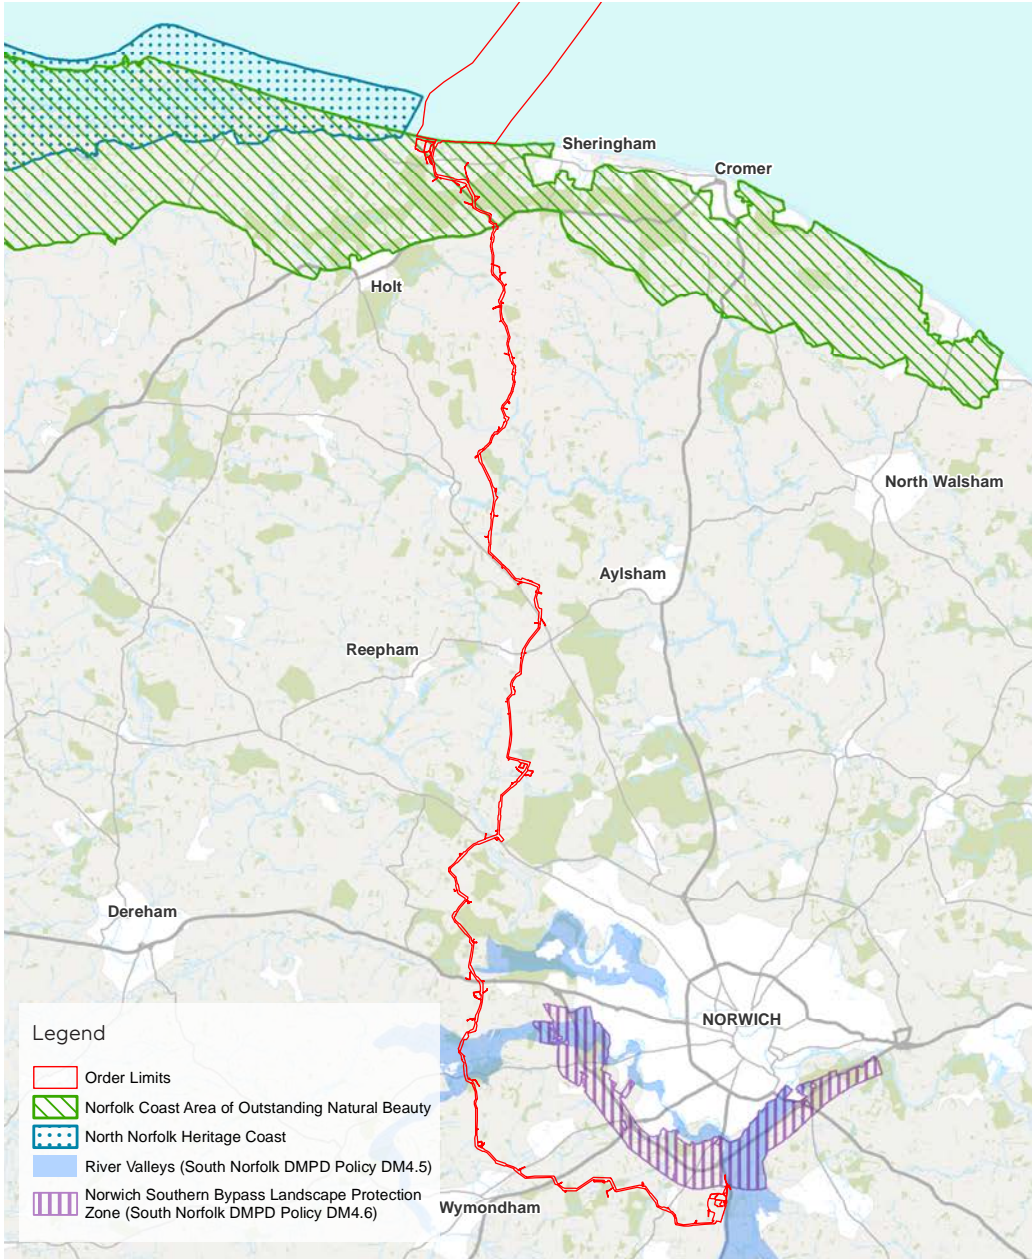 Sheringham
Cromer
Holt
North Walsham
Aylsham
Reepham
Dereham
NORWICH
Wymondham
Legend
Order Limits
Norfolk Coast Area of Outstanding Natural Beauty
North Norfolk Heritage Coast
River Valleys (South Norfolk DMPD Policy DM4.5)
Norwich Southern Bypass Landscape Protection
Zone (South Norfolk DMPD Policy DM4.6)